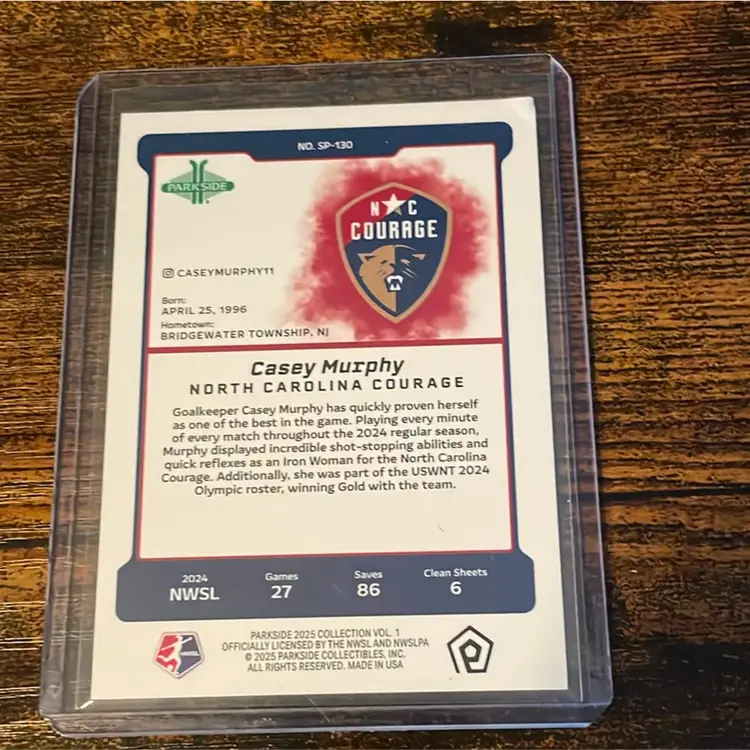 NO. SP-130
PARKSIDE
N C
COURAGE
CASEYMURPHY11
Born:
APRIL 25, 1996
Hometown:
BRIDGEWATER TOWNSHIP, NJ
Casey Murphy
NORTH CAROLINA COURAGE
Goalkeeper Casey Murphy has quickly proven herself
as one of the best in the game. Playing every minute
of every match throughout the 2024 regular season,
Murphy displayed incredible shot-stopping abilities and
quick reflexes as an Iron Woman for the North Carolina
Courage. Additionally, she was part of the USWNT 2024
Olympic roster, winning Gold with the team.
2024 Games Saves Clean Sheets
NWSL 27 86 6
PARKSIDE 2025 COLLECTION VOL. 1
OFFICIALLY LICENSED BY THE NWSL AND NWSLPA
© 2025 PARKSIDE COLLECTIBLES, INC.
ALL RIGHTS RESERVED. MADE IN USA